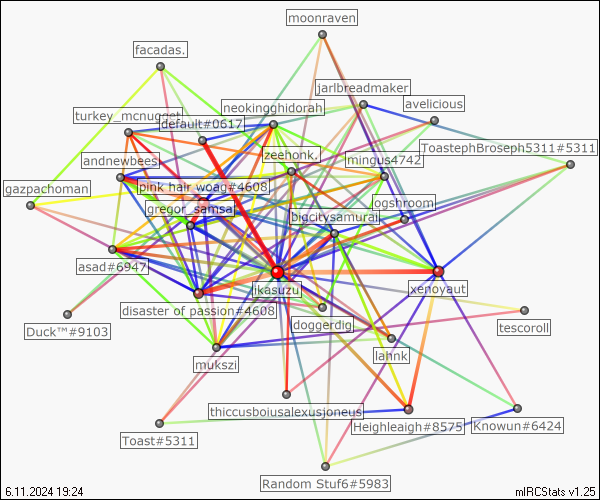 moonraven
facadas.
jarlbreadmaker
neokingghidorah
avelicious
turkey_mcnugget
default#0617
ToastephBroseph5311#5311
zeehonk.
mingus4742
andnewbees
gazpachoman
pink hair woag#4608
ogshroom
gregor_samsa
bigcitysamurai
asad#6947
ikasuzu
xenoyaut
disaster of passion#4608
Duck™#9103
doggerdig
tescoroll
lahnk
mukszi
thiccusboiusalexusjoneus
Toast#5311
Heighleigh#8575
Knowun#6424
Random Stuf6#5983
6.11.2024 19:24
mIRCStats v1.25